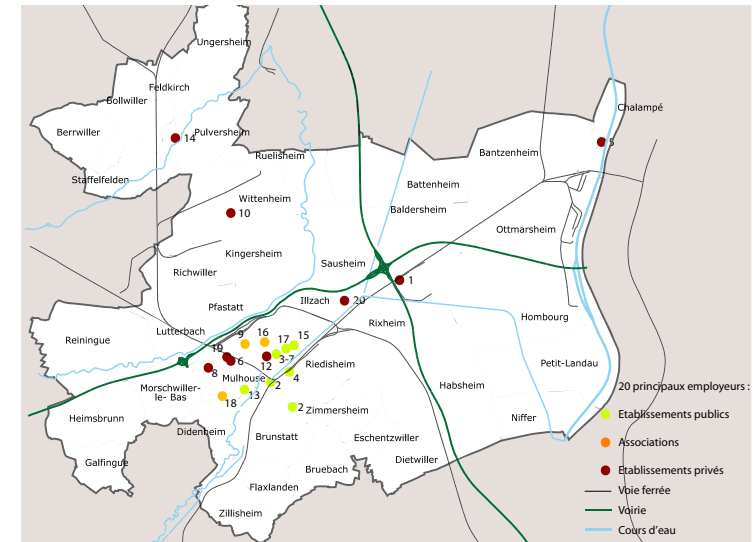 Ungersheim
Feldkirch
Bollwiller
Chalampé
Berrwiller
Pulversheim
14
5
Bantzenheim
Ruelisheim
Staffelfelden
Battenheim
Wittenheim
Baldersheim
10
Ottmarsheim
Kingersheim
Sausheim
Richwiller
1
Illzach
20
Pfastatt
Hombourg
Rixheim
Lutterbach
9
16
15
17
Reiningue
19
3-7
6
12
Riedisheim
Petit-Landau
8
Mulhouse
4
2
Habsheim
20 principaux employeurs :
Morschwiller-
le- Bas
13
18
2
Zimmersheim
Etablissements publics
Heimsbrunn
Niffer
Didenheim
Brunstatt
Eschentzwiller
Associations
Galfingue
Dietwiller
Bruebach
Etablissements privés
Flaxlanden
Voie ferrée
Zillisheim
Voirie
Cours d'eau